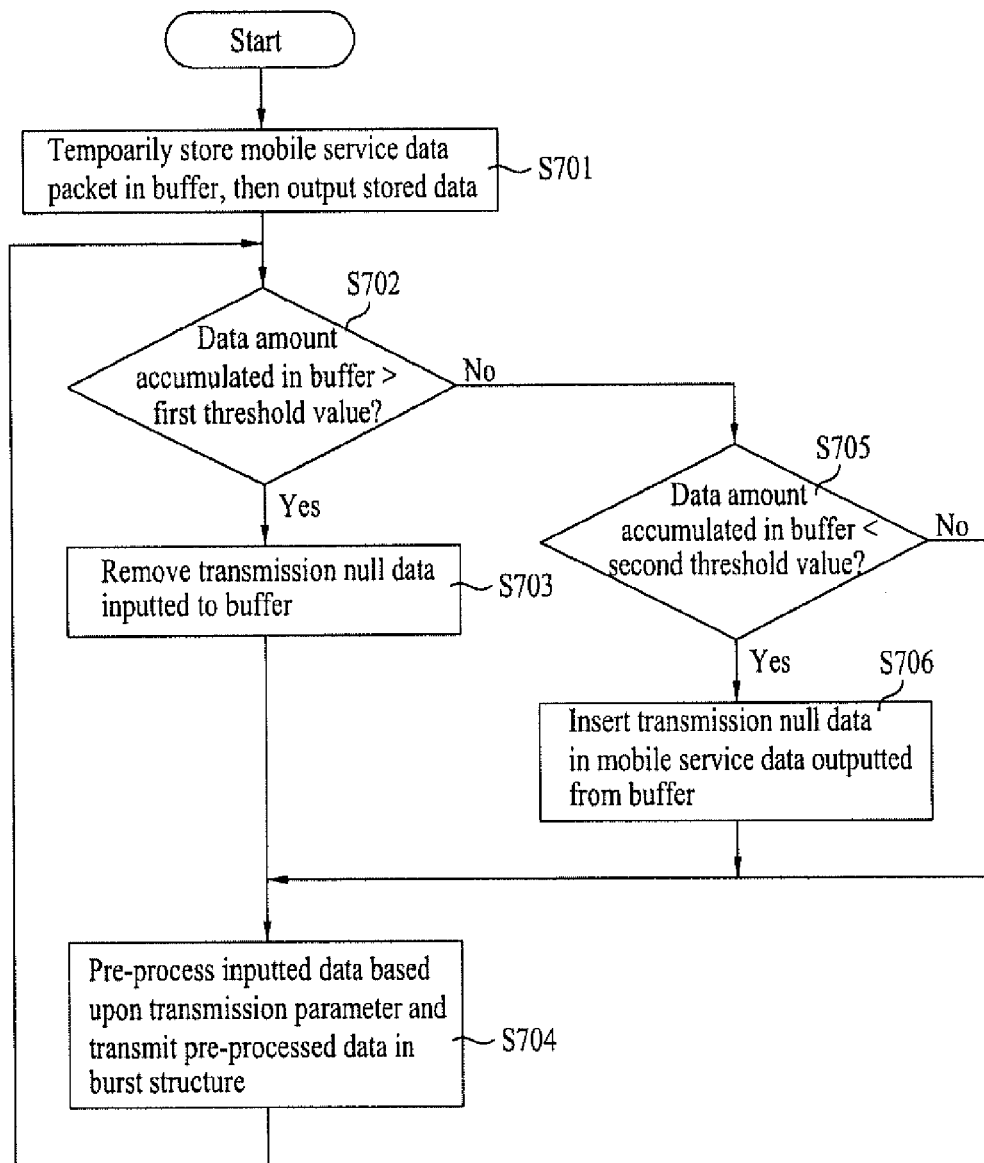 Start
Tempoarily store mobile service data
packet in buffer, then output stored data
S701
S702
Data amount
accumulated in buffer >
first threshold value?
No
Yes
S705
Data amount
accumulated in buffer <
second threshold value?
No
Remove transmission null data
inputted to buffer
S703
Yes
S706
Insert transmission null data
in mobile service data outputted
from buffer
Pre-process inputted data based
upon transmission parameter and
transmit pre-processed data in
burst structure
S704